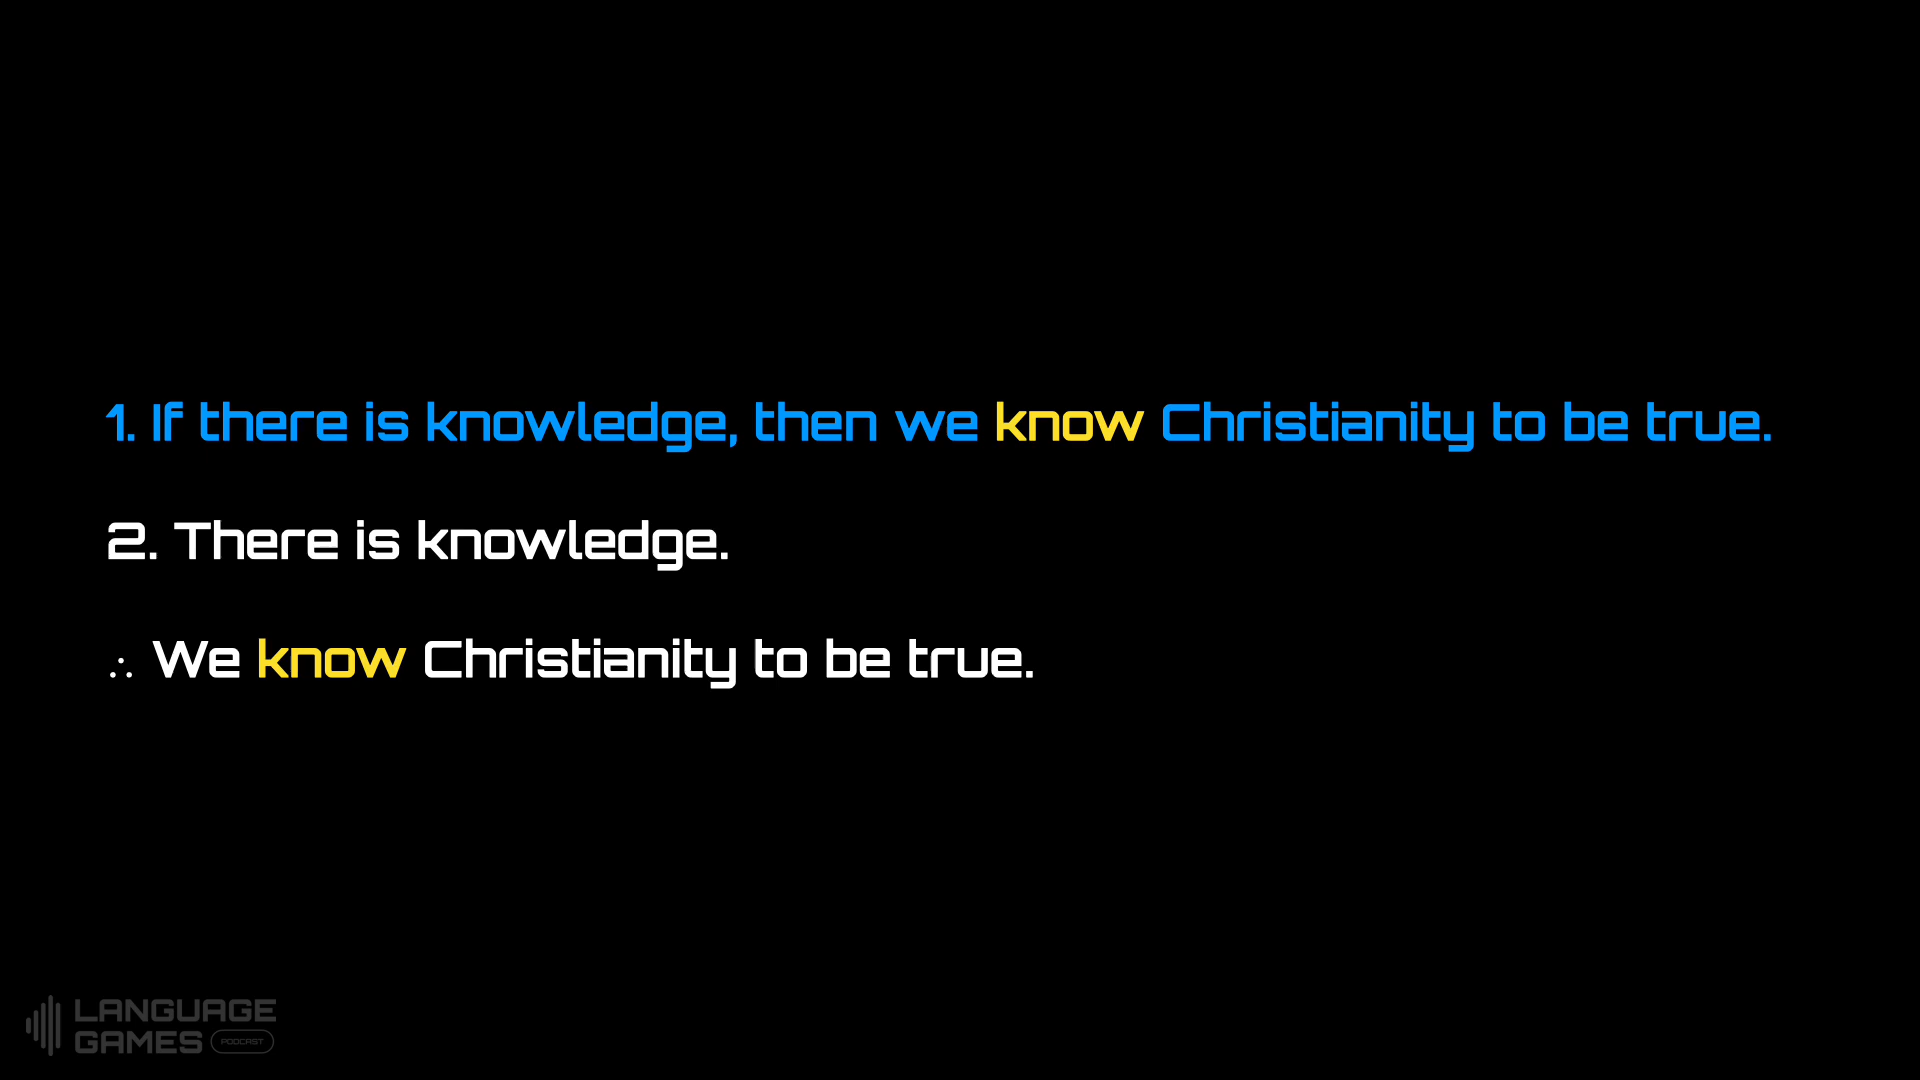 1. If there is knowledge, then we know Christianity to be true.
2. There is knowledge.
∴ We know Christianity to be true.
LANGUAGE
GAMES PODCAST